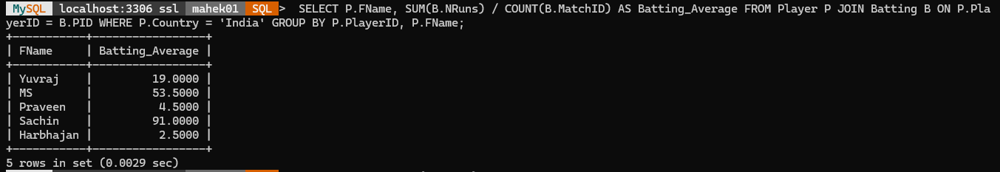 MySQL localhost:3306 ssl mahek01 SQL > SELECT P.FName, SUM(B.NRuns) / COUNT(B.MatchID) AS Batting_Average FROM Player P JOIN Batting B ON P.Pla
yerID = B.PID WHERE P.Country = 'India' GROUP BY P.PlayerID, P.FName;
+-----------+-----------------+
| FName     | Batting_Average |
+-----------+-----------------+
| Yuvraj    |         19.0000 |
| MS        |         53.5000 |
| Praveen   |          4.5000 |
| Sachin    |         91.0000 |
| Harbhajan |          2.5000 |
+-----------+-----------------+
5 rows in set (0.0029 sec)